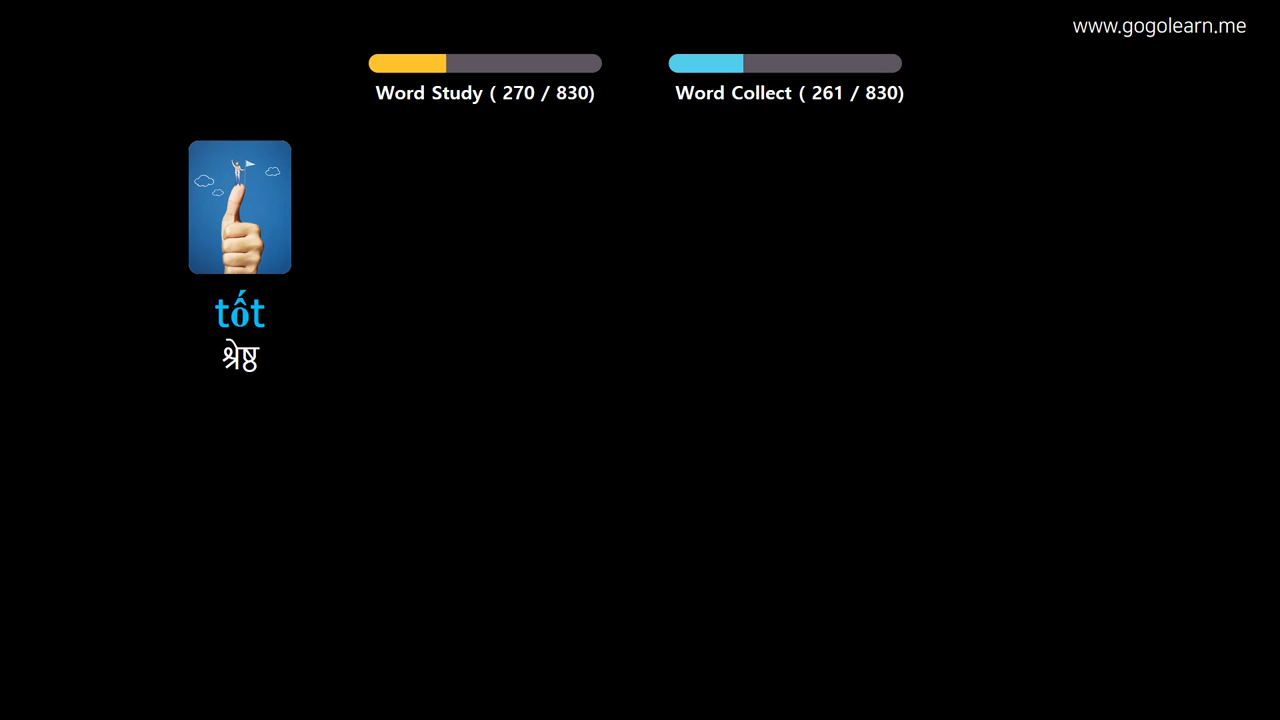 www.gogolearn.me
Word Study ( 270 / 830)
Word Collect ( 261 / 830)
tốt
श्रेष्ठ